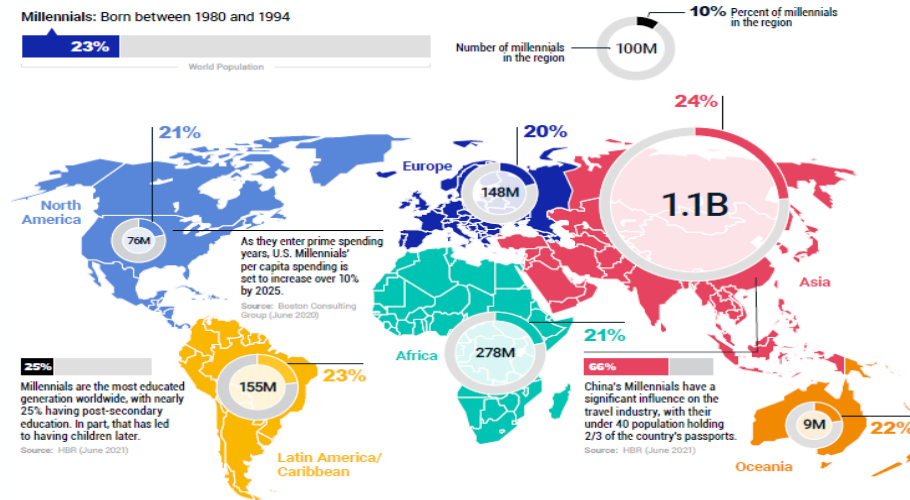 Millennials: Born between 1980 and 1994
23%
World Population
10% Percent of millennials
in the region
Number of millennials
in the region
100M
24%
21%
20%
Europe
148M
1.1B
North
America
76M
As they enter prime spending
years, U.S. Millennials'
per capita spending is
set to increase over 10%
by 2025.
Source: Boston Consulting
Group (June 2020)
Asia
Africa
278M
21%
25%
Millennials are the most educated
generation worldwide, with nearly
25% having post-secondary
education. In part, that has led
to having children later.
Source: HBR (June 2021)
155M
23%
Latin America/
Caribbean
66%
China's Millennials have a
significant influence on the
travel industry, with their
under 40 population holding
2/3 of the country's passports.
Source: HBR (June 2021)
9M
22%
Oceania